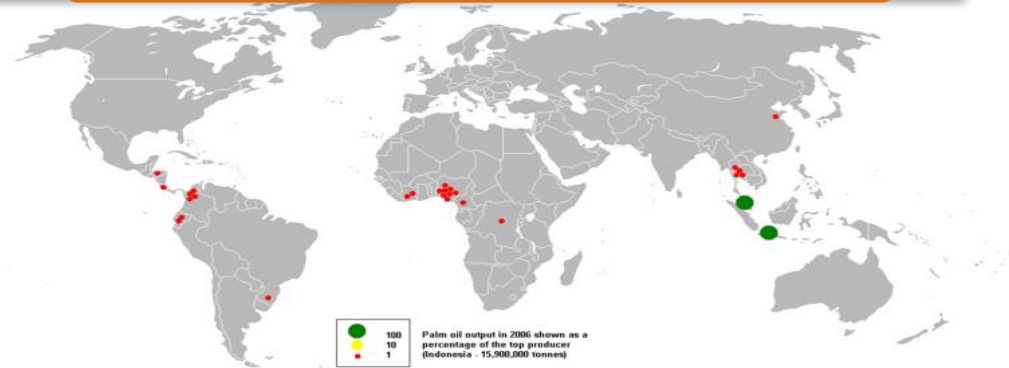 100
10
1
Palm oil output in 2006 shown as a
percentage of the top producer
(Indonesia - 15,900,000 tonnes)